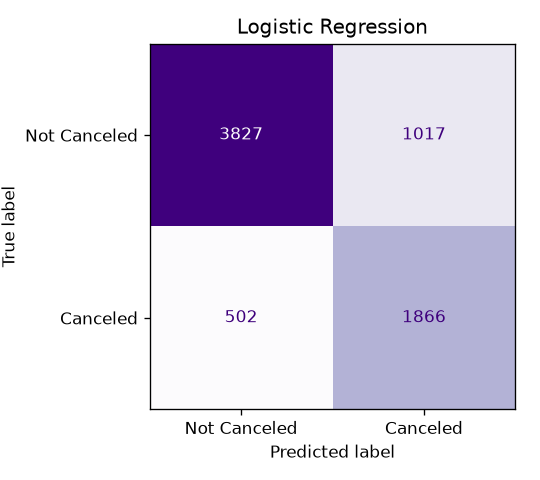 Logistic Regression
True label
Not Canceled
3827
1017
Canceled
502
1866
Not Canceled
Canceled
Predicted label